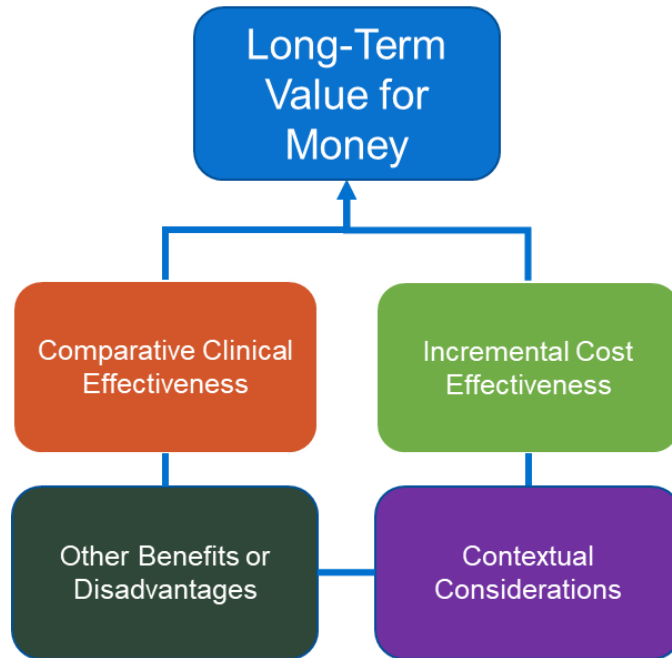 Long-Term
Value for
Money
Comparative Clinical
Effectiveness
Incremental Cost
Effectiveness
Other Benefits or
Disadvantages
Contextual
Considerations